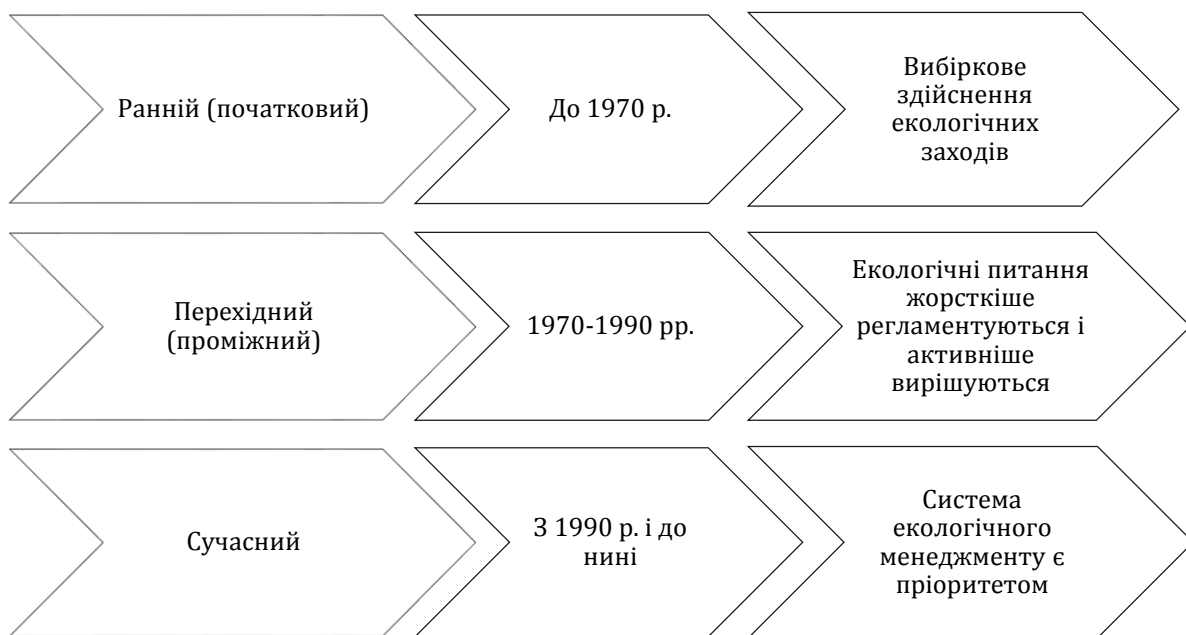 Ранній (початковий)
До 1970 р.
Вибіркове
здійснення
екологічних
заходів
Перехідний
(проміжний)
1970-1990 рр.
Екологічні питання
жорсткіше
регламентуються і
активніше
вирішуються
Сучасний
З 1990 р. і до
нині
Система
екологічного
менеджменту є
пріоритетом